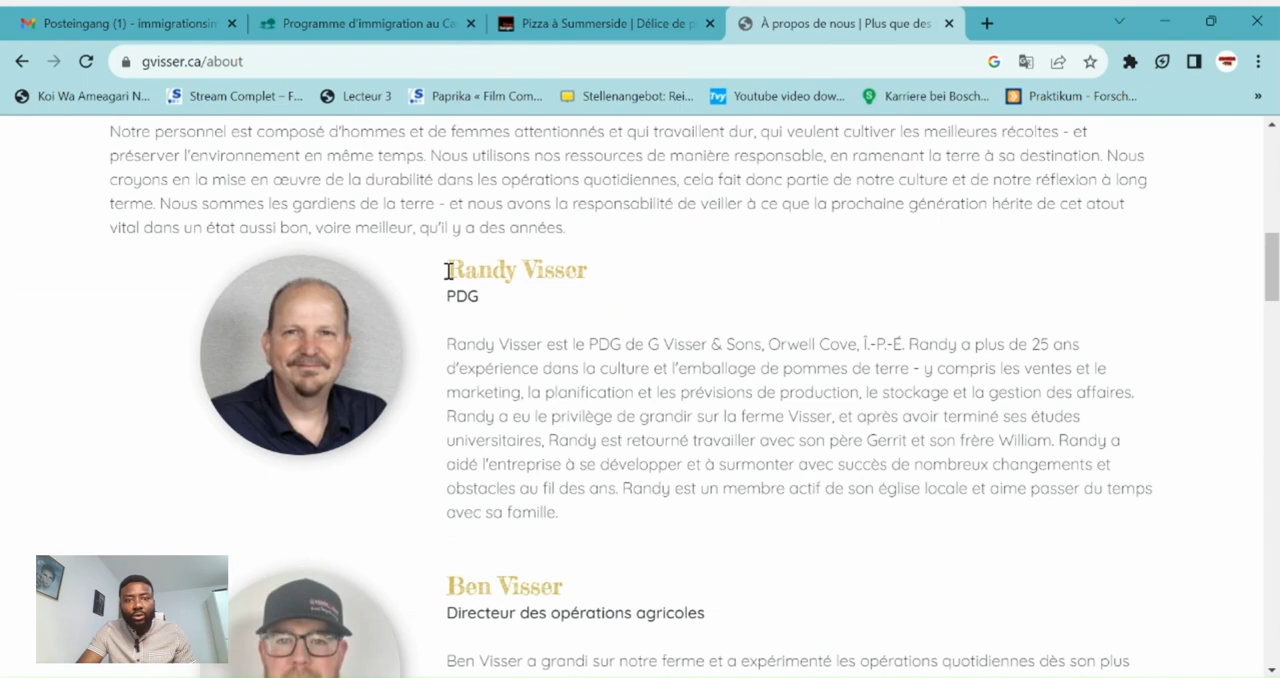 Posteingang (1) - immigrationsin
Programme d'immigration au Ca
Pizza à Summerside | Délice de p
À propos de nous | Plus que des
gvisser.ca/about
Koi Wa Ameagari N...
Stream Complet – F...
Lecteur 3
Paprika « Film Com...
Stellenangebot: Rei...
Youtube video dow...
Karriere bei Bosch...
Praktikum - Forsch...
»
Notre personnel est composé d'hommes et de femmes attentionnés et qui travaillent dur, qui veulent cultiver les meilleures récoltes - et
préserver l'environnement en même temps. Nous utilisons nos ressources de manière responsable, en ramenant la terre à sa destination. Nous
croyons en la mise en œuvre de la durabilité dans les opérations quotidiennes, cela fait donc partie de notre culture et de notre réflexion à long
terme. Nous sommes les gardiens de la terre - et nous avons la responsabilité de veiller à ce que la prochaine génération hérite de cet atout
vital dans un état aussi bon, voire meilleur, qu'il y a des années.
Randy Visser
PDG
Randy Visser est le PDG de G Visser & Sons, Orwell Cove, Î.-P.-É. Randy a plus de 25 ans
d'expérience dans la culture et l'emballage de pommes de terre - y compris les ventes et le
marketing, la planification et les prévisions de production, le stockage et la gestion des affaires.
Randy a eu le privilège de grandir sur la ferme Visser, et après avoir terminé ses études
universitaires, Randy est retourné travailler avec son père Gerrit et son frère William. Randy a
aidé l'entreprise à se développer et à surmonter avec succès de nombreux changements et
obstacles au fil des ans. Randy est un membre actif de son église locale et aime passer du temps
avec sa famille.
Ben Visser
Directeur des opérations agricoles
Ben Visser a grandi sur notre ferme et a expérimenté les opérations quotidiennes dès son plus